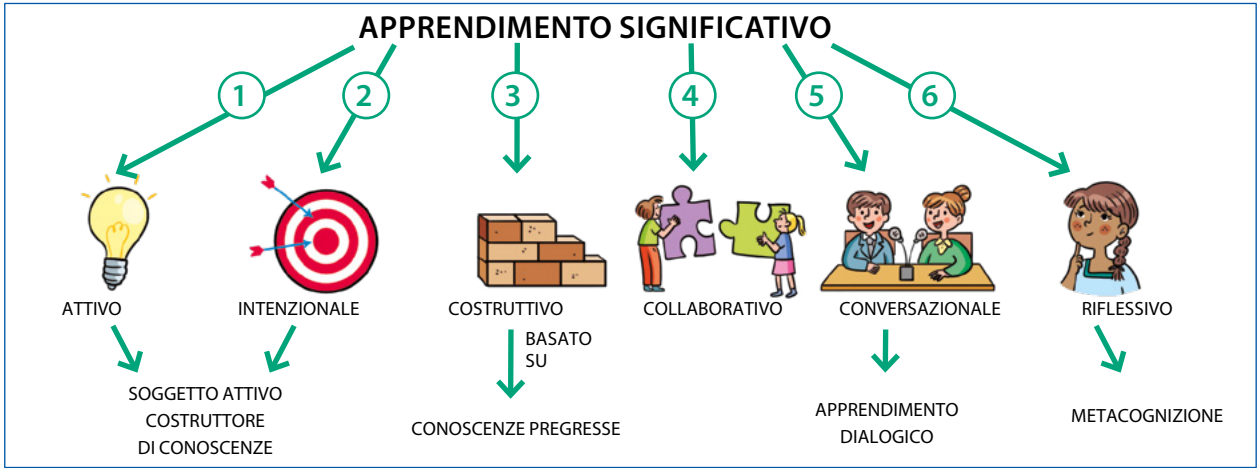 APPRENDIMENTO SIGNIFICATIVO
1
2
3
4
5
6
ATTIVO
INTENZIONALE
COSTRUTTIVO
COLLABORATIVO
CONVERSAZIONALE
RIFLESSIVO
BASATO
SU
SOGGETTO ATTIVO
COSTRUTTORE
DI CONOSCENZE
CONOSCENZE PREGRESSE
APPRENDIMENTO
DIALOGICO
METACOGNIZIONE